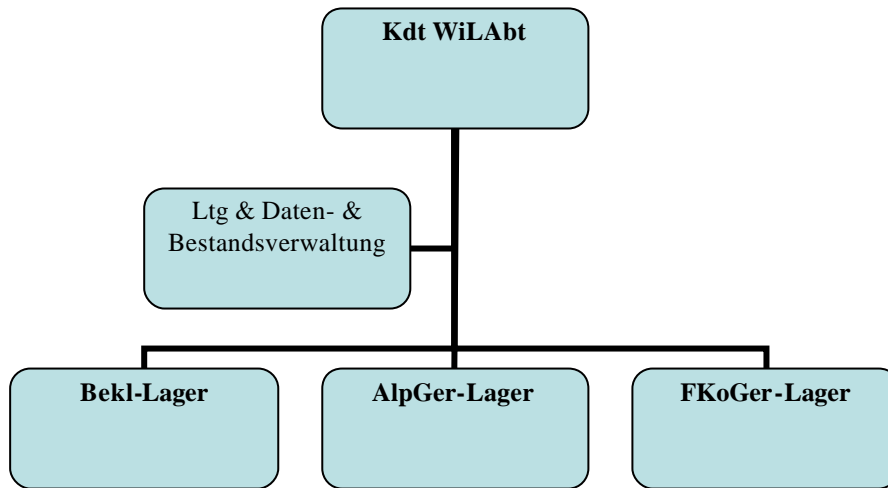 Kdt WiLAbt
Ltg & Daten- &
Bestandsverwaltung
Bekl-Lager
AlpGer-Lager
FKoGer-Lager